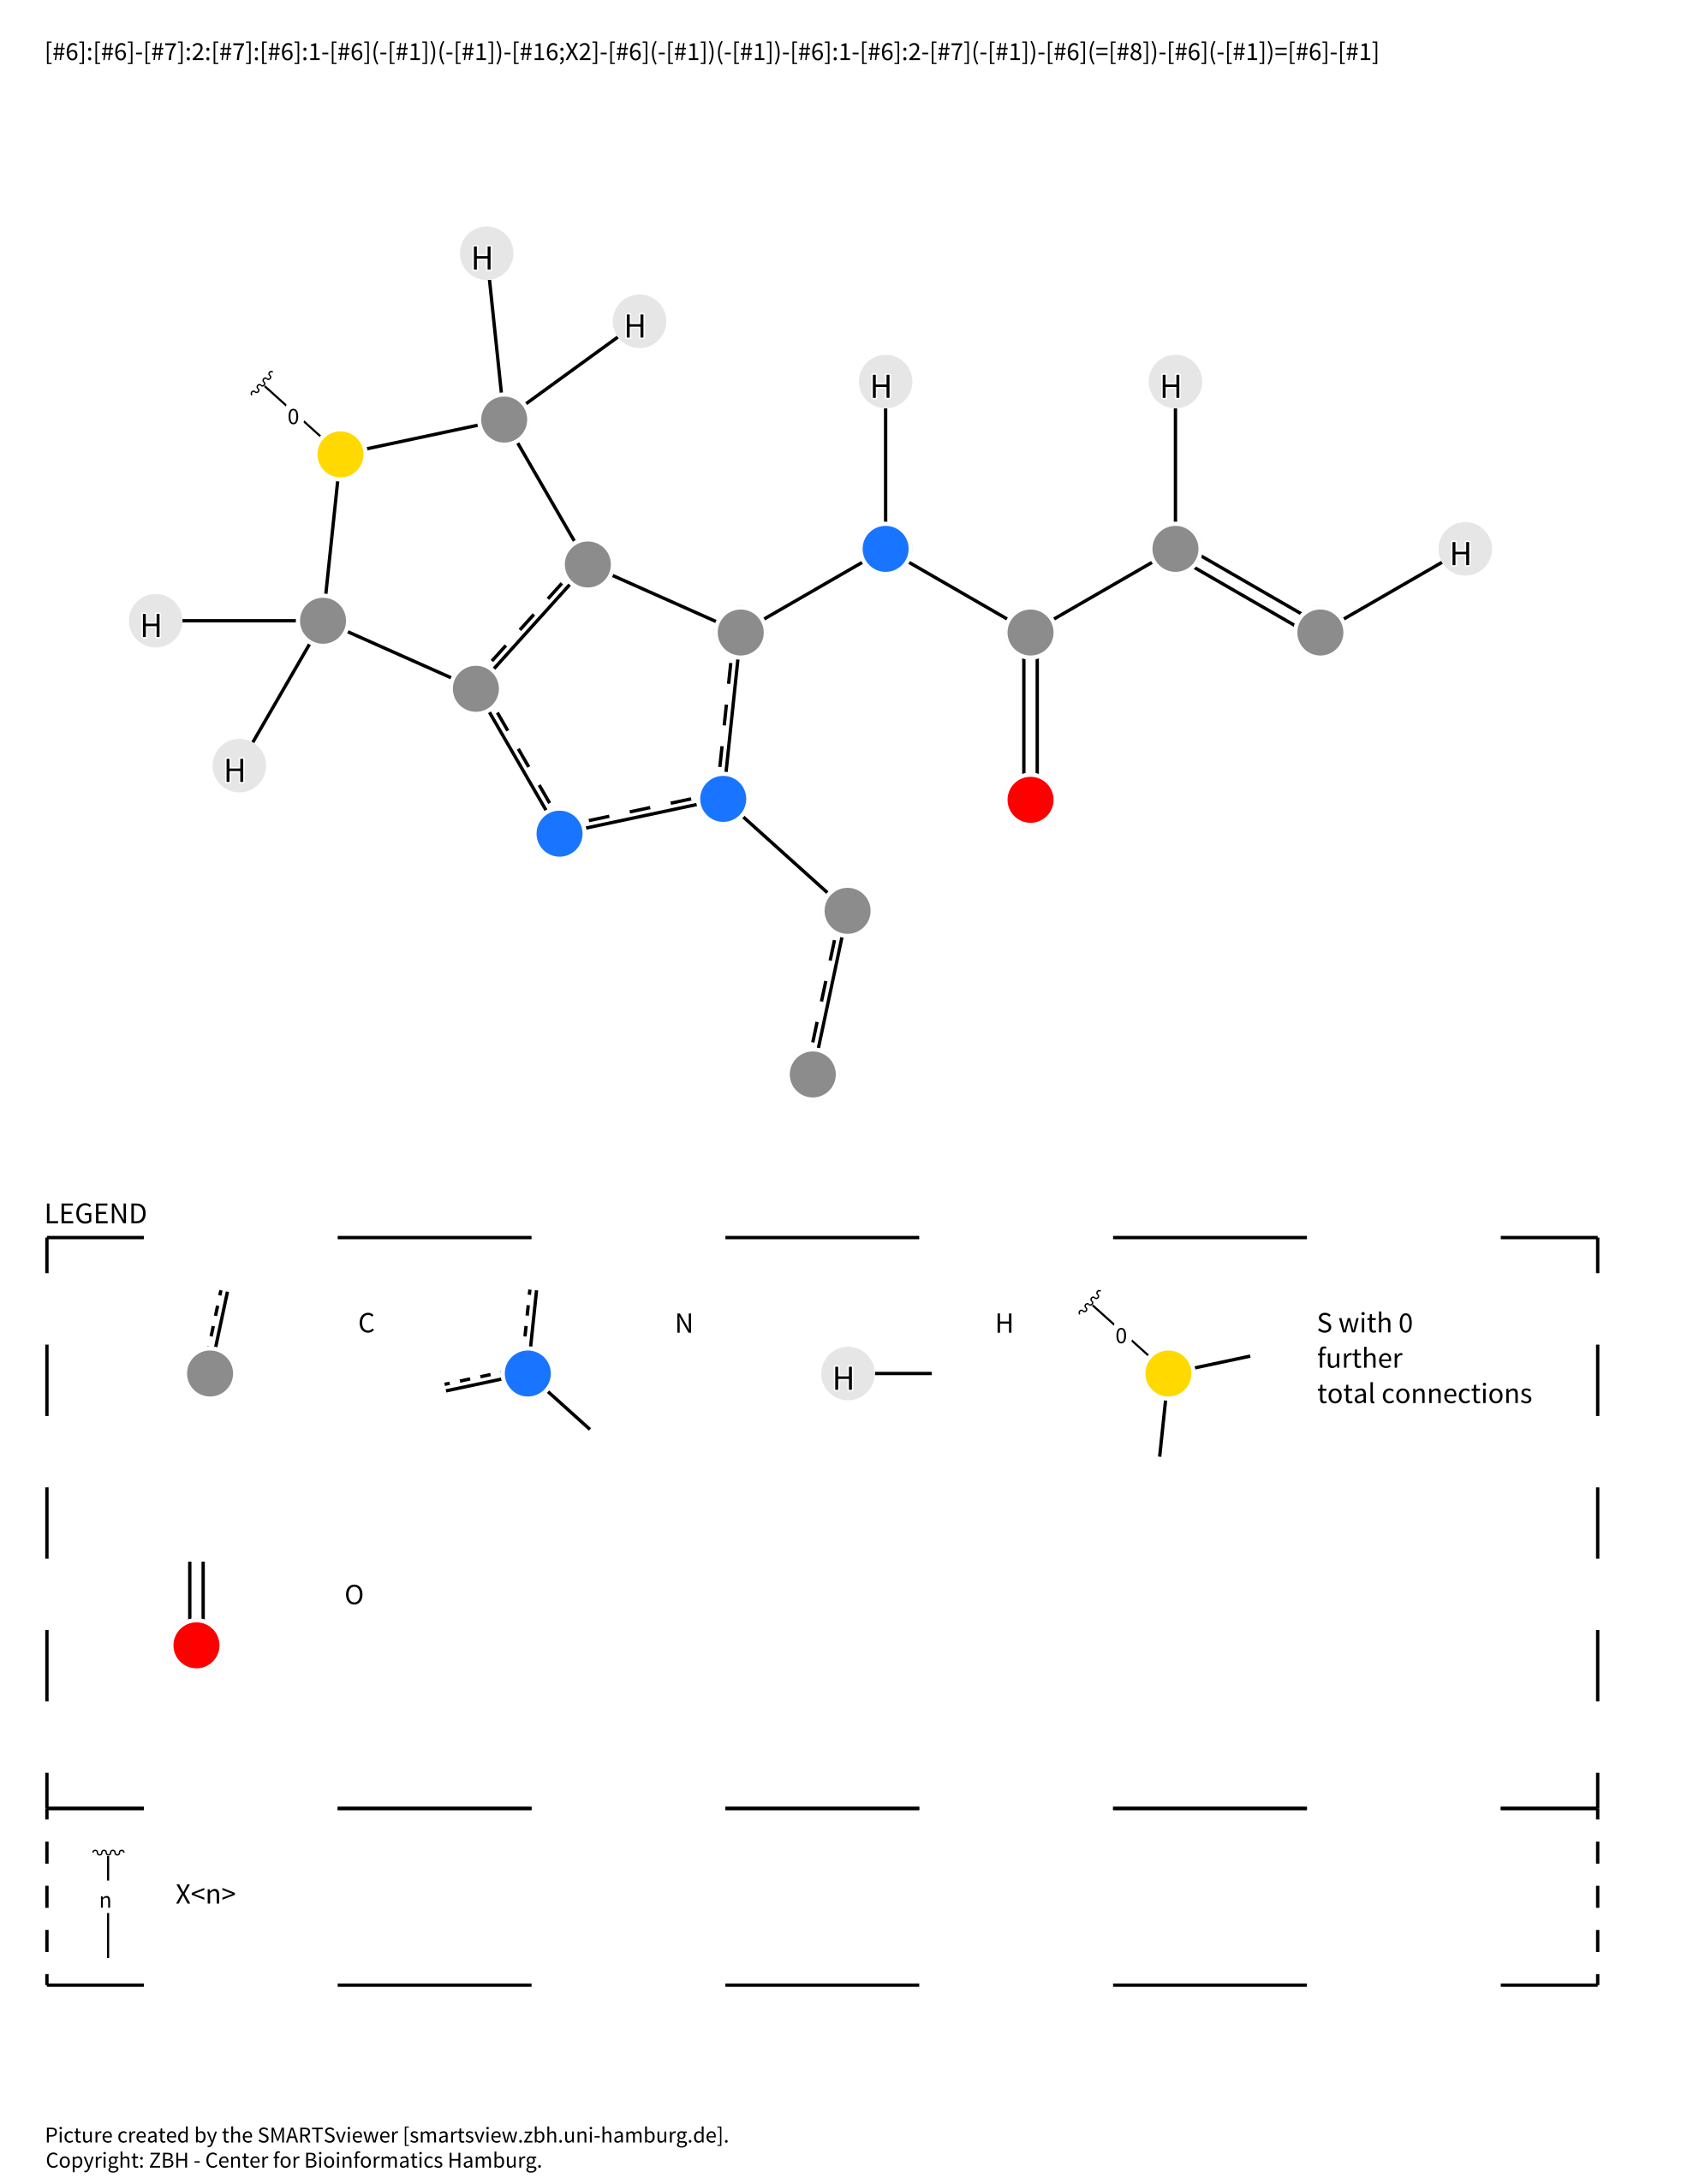 [#6]:[#6]-[#7]:2:[#7]:[#6]:1-[#6](-[#1])(-[#1])-[#16;X2]-[#6](-[#1])(-[#1])-[#6]:1-[#6]:2-[#7](-[#1])-[#6](=[#8])-[#6](-[#1])=[#6]-[#1]
H
H
0
H
H
H
H
H
LEGEND
C
N
H
H
0
S with 0
further
total connections
O
n
X<n>
Picture created by the SMARTSviewer [smartsview.zbh.uni-hamburg.de].
Copyright: ZBH - Center for Bioinformatics Hamburg.